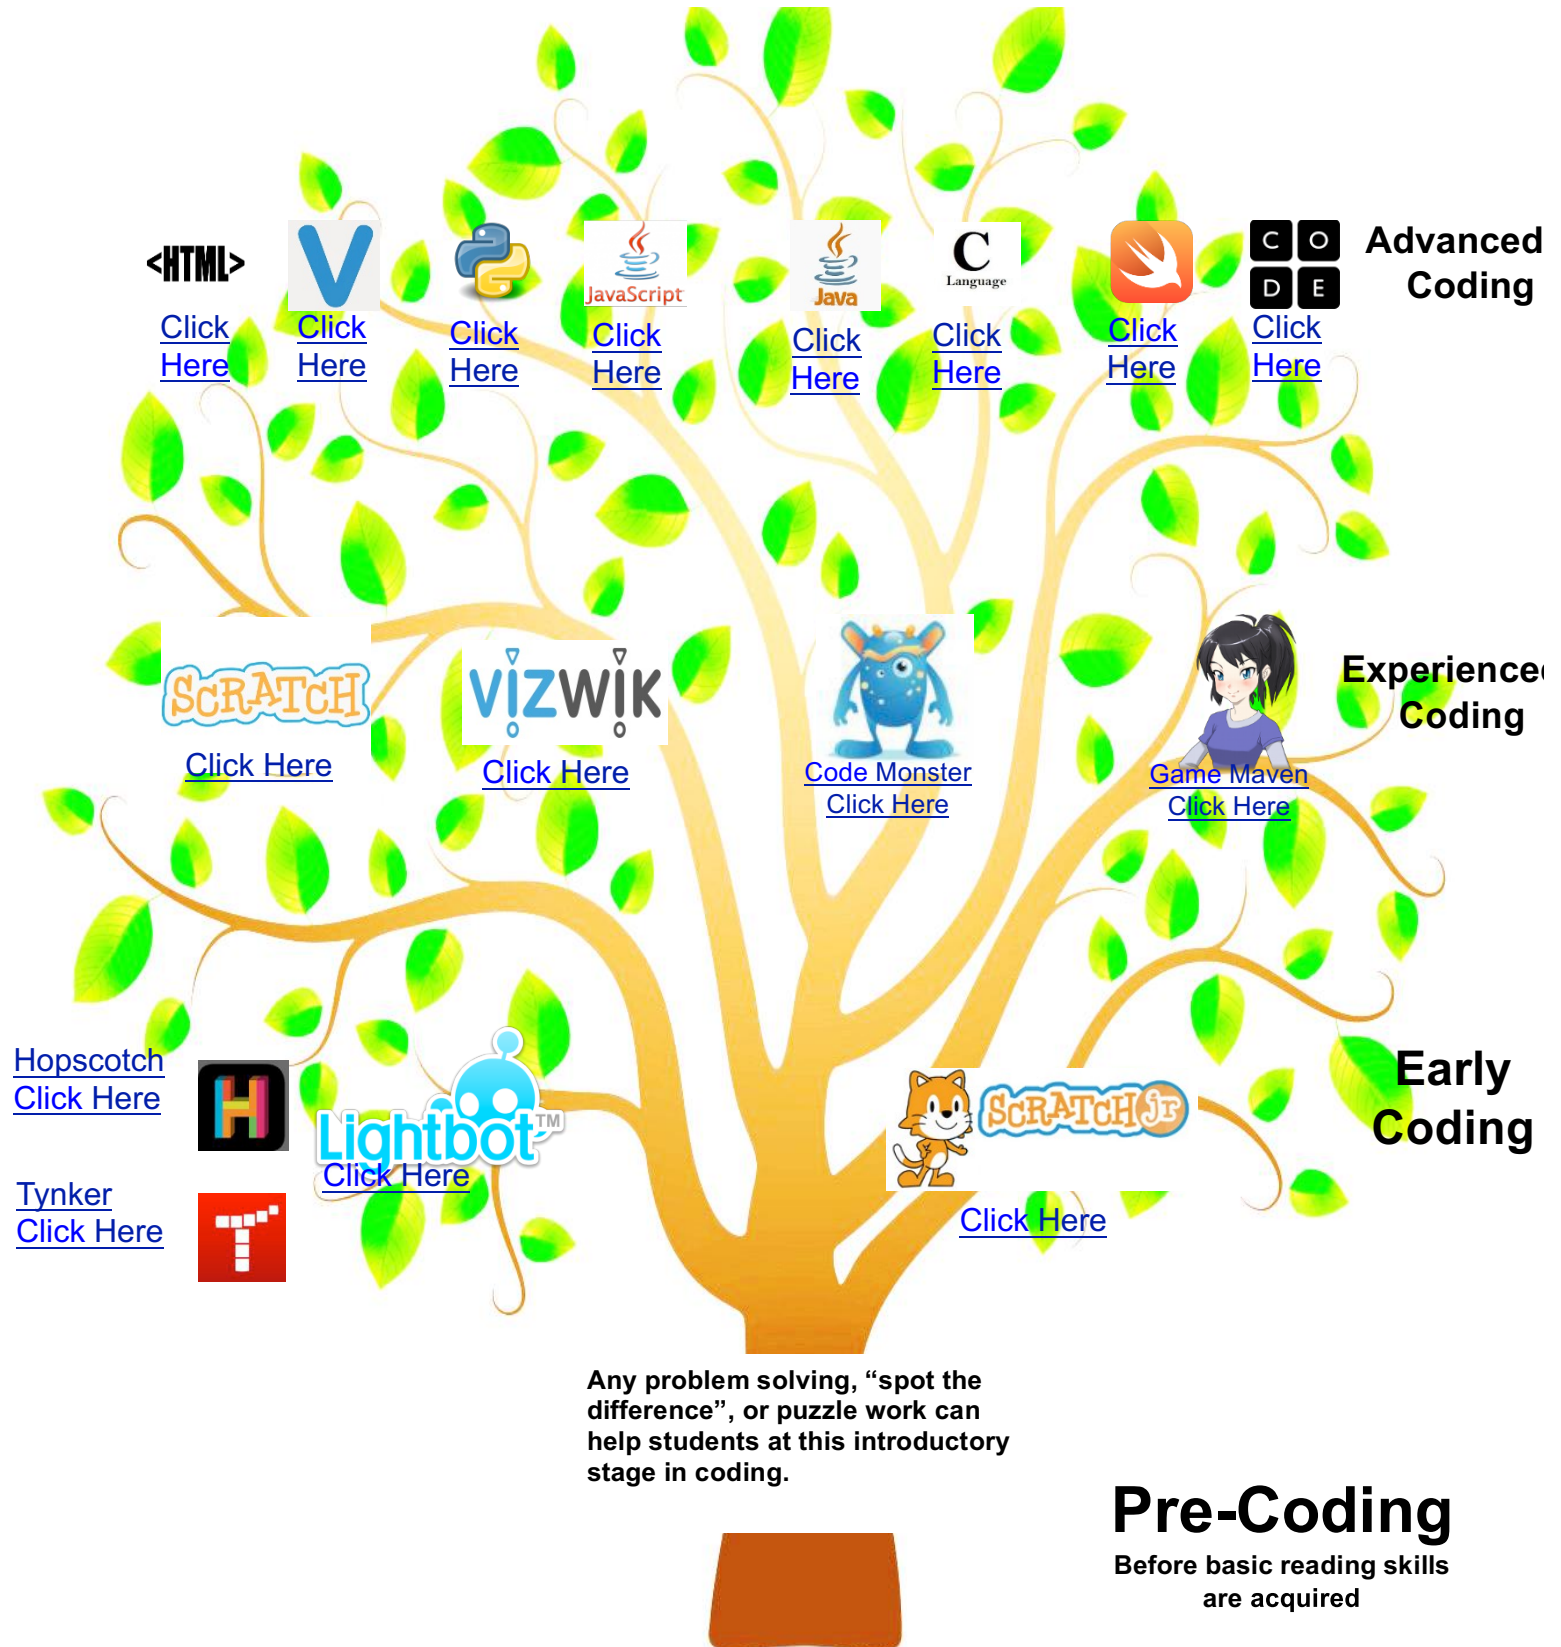 <HTML>
V
JavaScript
Java
C
Language
C O
D E
Advanced
Coding
Click
Here
Click
Here
Click
Here
Click
Here
Click
Here
Click
Here
Click
Here
Click
Here
SCRATCH
Click Here
VIZWIK
Click Here
Code Monster
Click Here
Game Maven
Click Here
Experienced
Coding
Hopscotch
Click Here
H
Lightbot™
Click Here
SCRATCH jr
Click Here
Early
Coding
Tynker
Click Here
T
Any problem solving, “spot the
difference”, or puzzle work can
help students at this introductory
stage in coding.
Pre-Coding
Before basic reading skills
are acquired